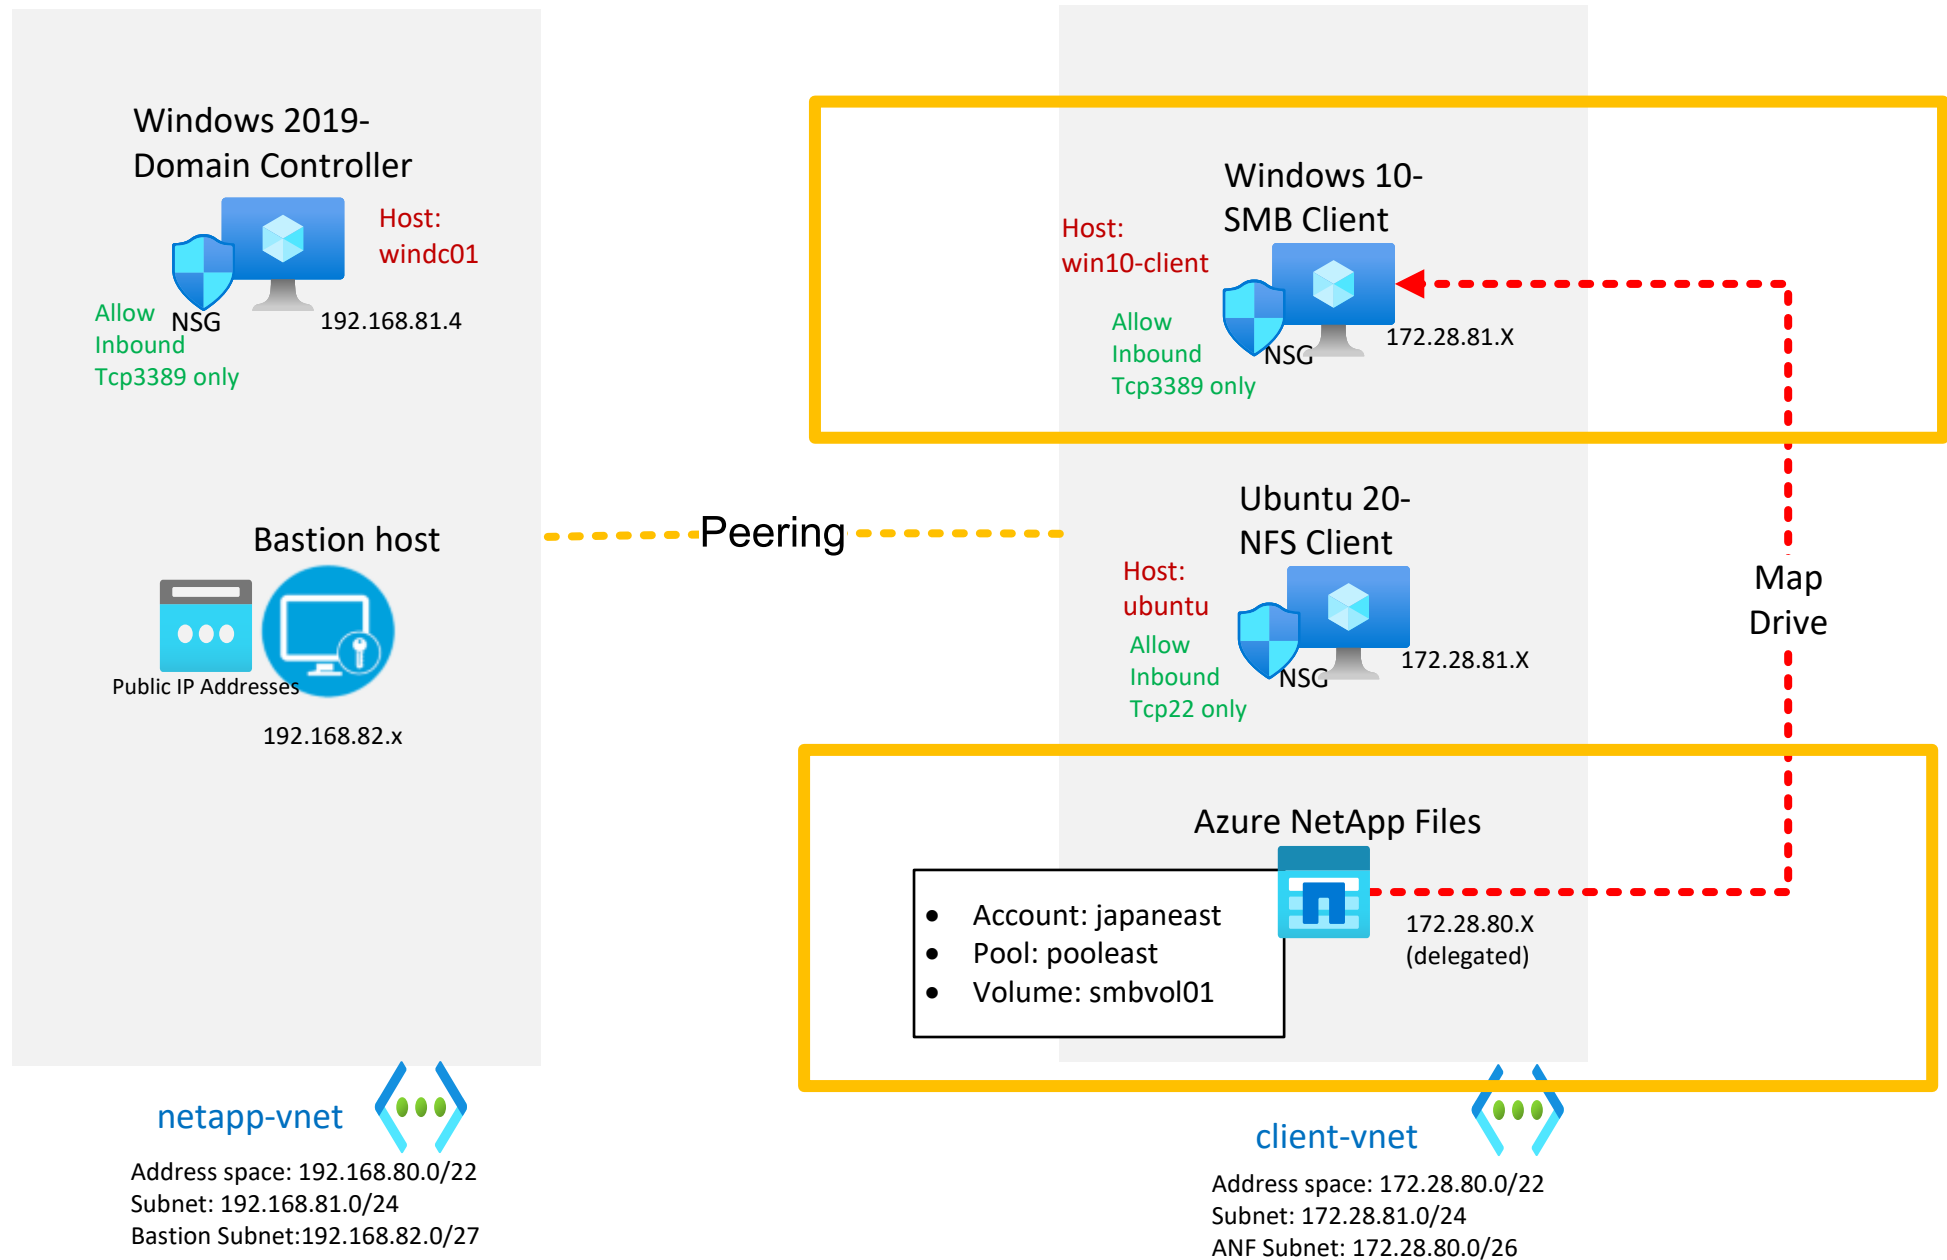 Windows 2019-
Domain Controller
Host:
windc01
Allow
Inbound
Tcp3389 only
NSG
192.168.81.4
Bastion host
Public IP Addresses
192.168.82.x
netapp-vnet
Address space: 192.168.80.0/22
Subnet: 192.168.81.0/24
Bastion Subnet:192.168.82.0/27
Peering
Windows 10-
SMB Client
Host:
win10-client
Allow
Inbound
Tcp3389 only
NSG
172.28.81.X
Ubuntu 20-
NFS Client
Host:
ubuntu
Allow
Inbound
Tcp22 only
NSG
172.28.81.X
Map
Drive
Azure NetApp Files
• Account: japaneast
• Pool: pooleast
• Volume: smbvol01
172.28.80.X
(delegated)
client-vnet
Address space: 172.28.80.0/22
Subnet: 172.28.81.0/24
ANF Subnet: 172.28.80.0/26